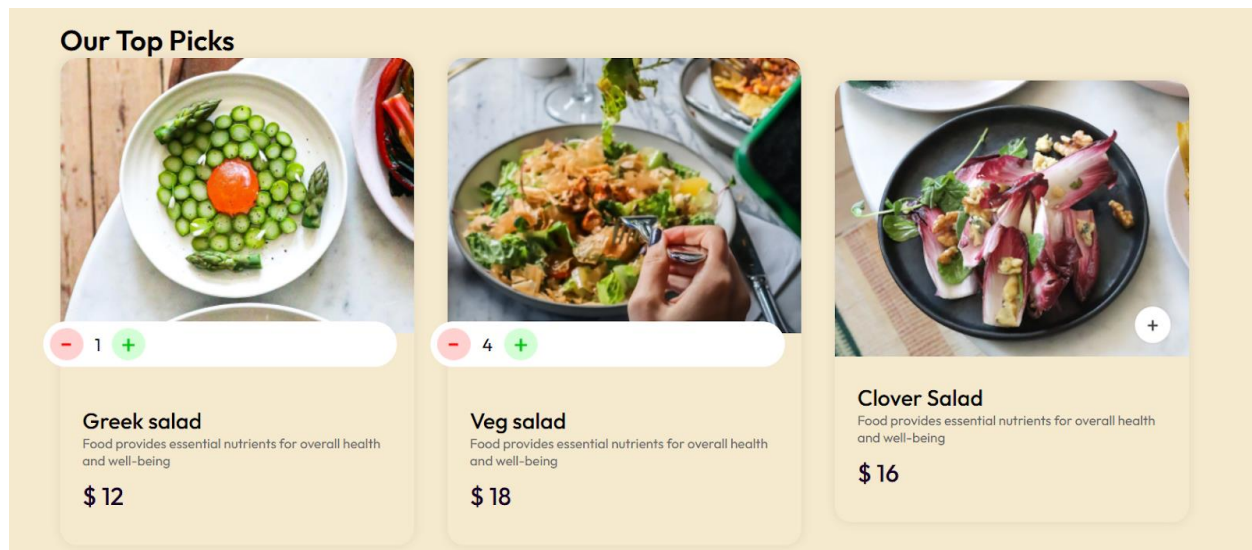 Our Top Picks
- 1 +
- 4 +
+
Greek salad
Food provides essential nutrients for overall health
and well-being
$ 12
Veg salad
Food provides essential nutrients for overall health
and well-being
$ 18
Clover Salad
Food provides essential nutrients for overall health
and well-being
$ 16